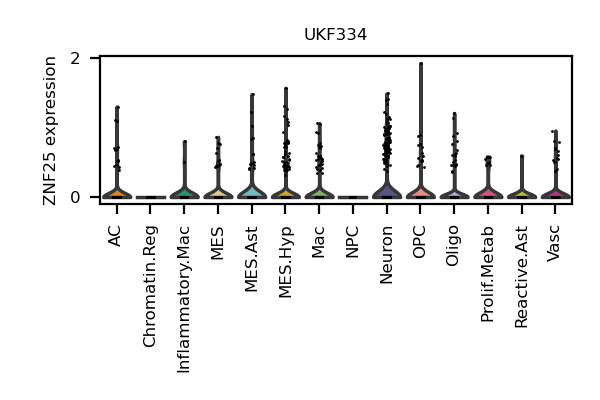 UKF334
ZNF25 expression
2
0
AC
Chromatin.Reg
Inflammatory.Mac
MES
MES.Ast
MES.Hyp
Mac
NPC
Neuron
OPC
Oligo
Prolif.Metab
Reactive.Ast
Vasc